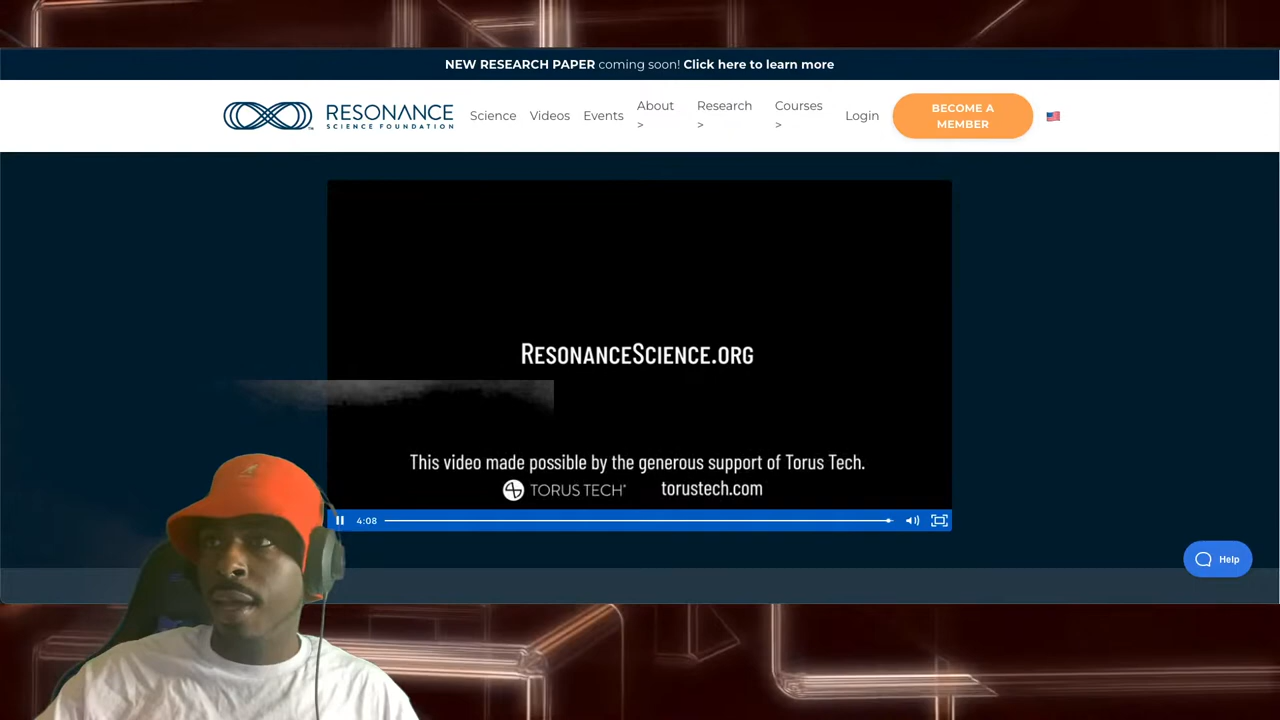 NEW RESEARCH PAPER coming soon! Click here to learn more
RESONANCE
SCIENCE FOUNDATION
Science
Videos
Events
About
>
Research
>
Courses
>
Login
BECOME A
MEMBER
RESONANCESCIENCE.ORG
This video made possible by the generous support of Torus Tech.
TORUS TECH
torustech.com
4:08
Help